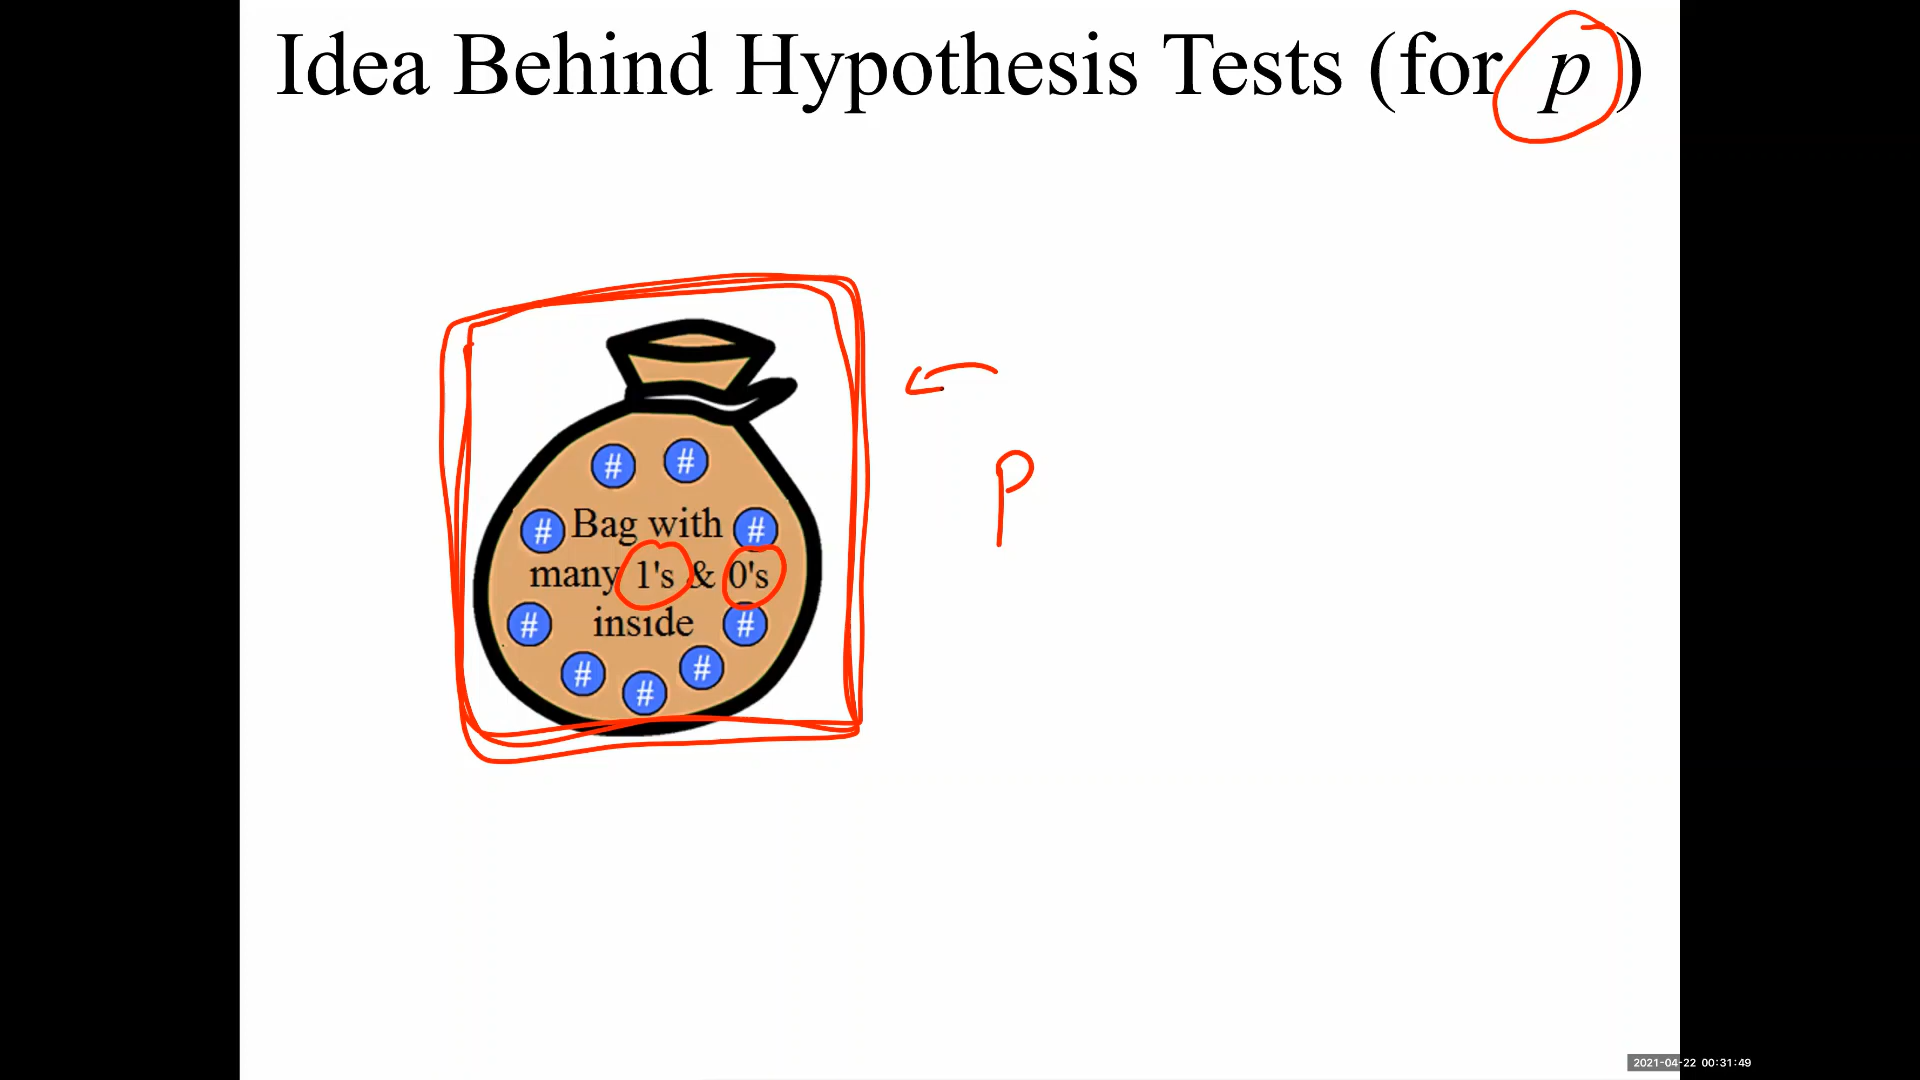 Idea Behind Hypothesis Tests (for p)
# #
# Bag with #
many 1's & 0's
# inside #
# # #
P
2021-04-22 00:31:49